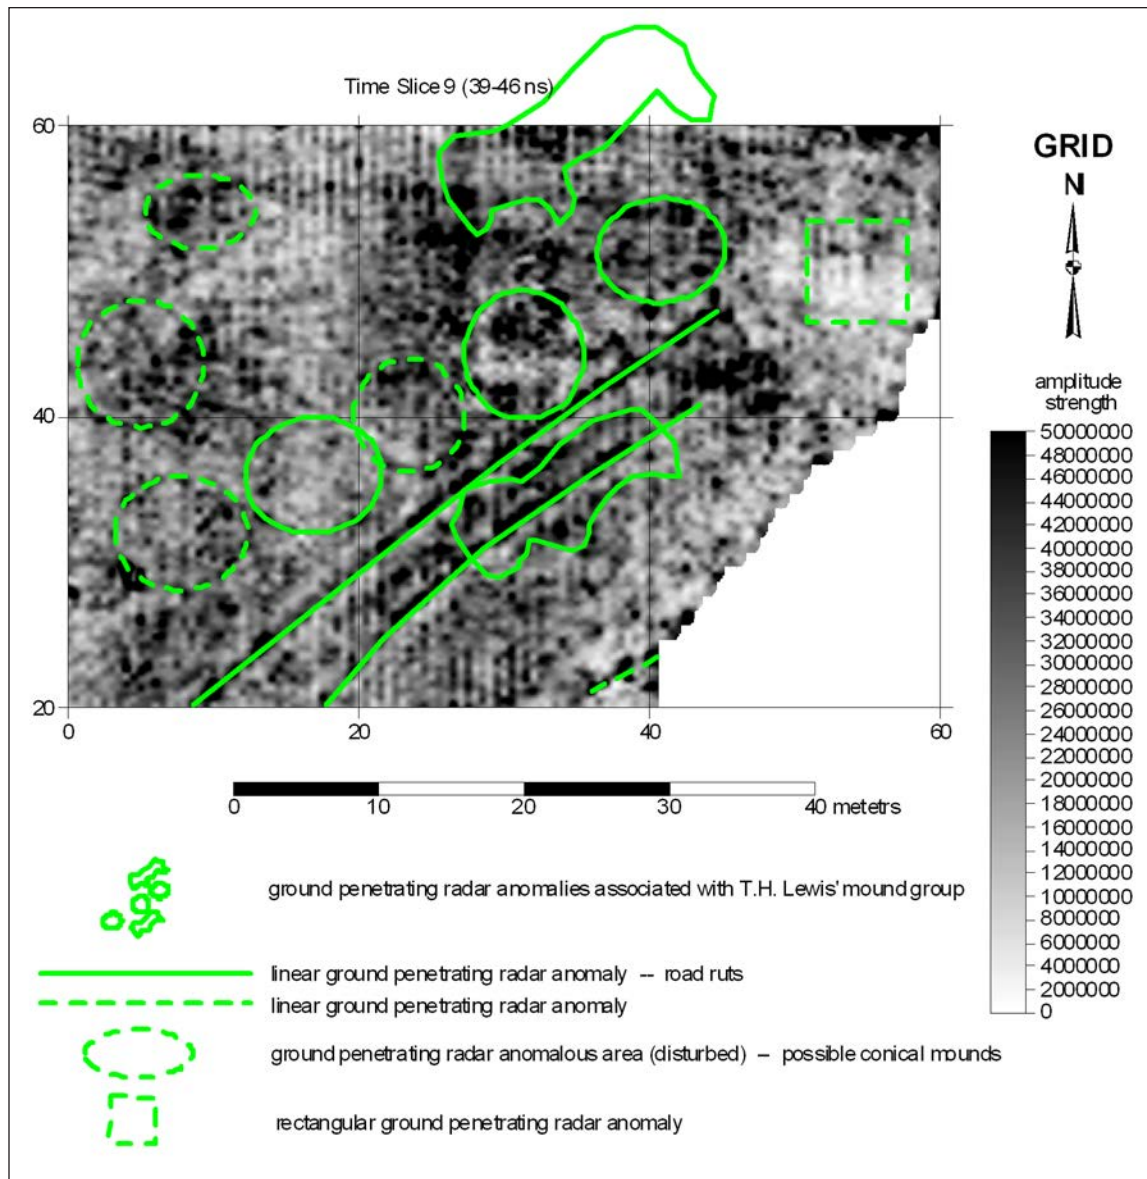 Time Slice 9 (39-46 ns)
60
GRID
N
amplitude
strength
40
50000000
48000000
46000000
44000000
42000000
40000000
38000000
36000000
34000000
32000000
30000000
28000000
26000000
24000000
22000000
20000000
18000000
16000000
14000000
12000000
10000000
8000000
6000000
4000000
2000000
0
20
0 20 40 60
0 10 20 30 40 metetrs
ground penetrating radar anomalies associated with T.H. Lewis' mound group
linear ground penetrating radar anomaly -- road ruts
linear ground penetrating radar anomaly
ground penetrating radar anomalous area (disturbed) -- possible conical mounds
rectangular ground penetrating radar anomaly